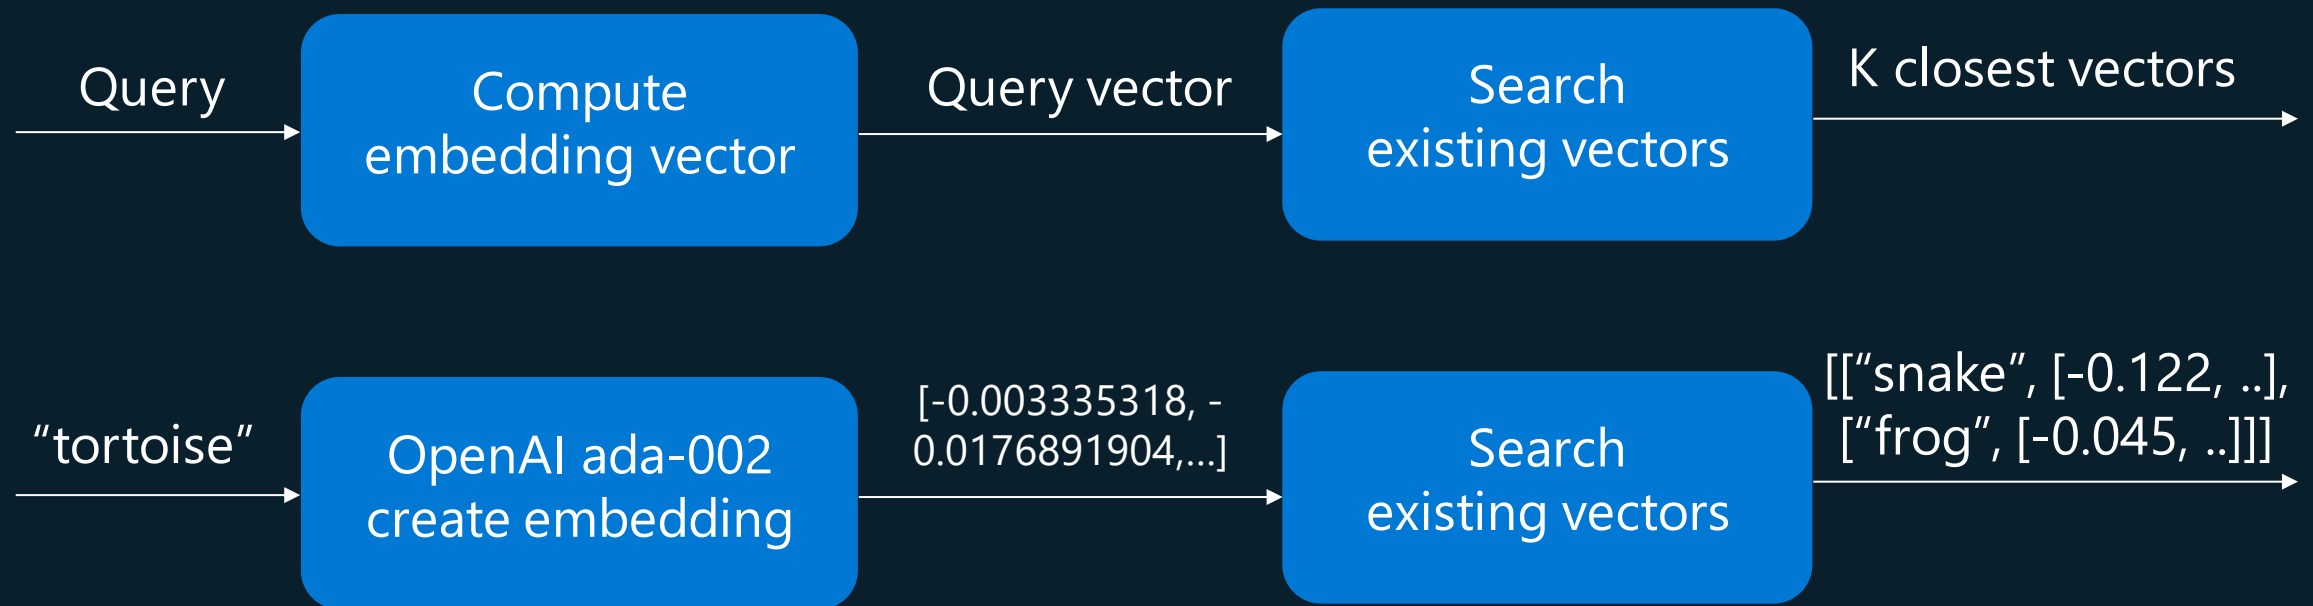 Query
Compute
embedding vector
Query vector
Search
existing vectors
K closest vectors
“tortoise”
OpenAI ada-002
create embedding
[-0.003335318, -
0.0176891904,...]
Search
existing vectors
[[“snake”, [-0.122, ..],
[“frog”, [-0.045, ..]]]